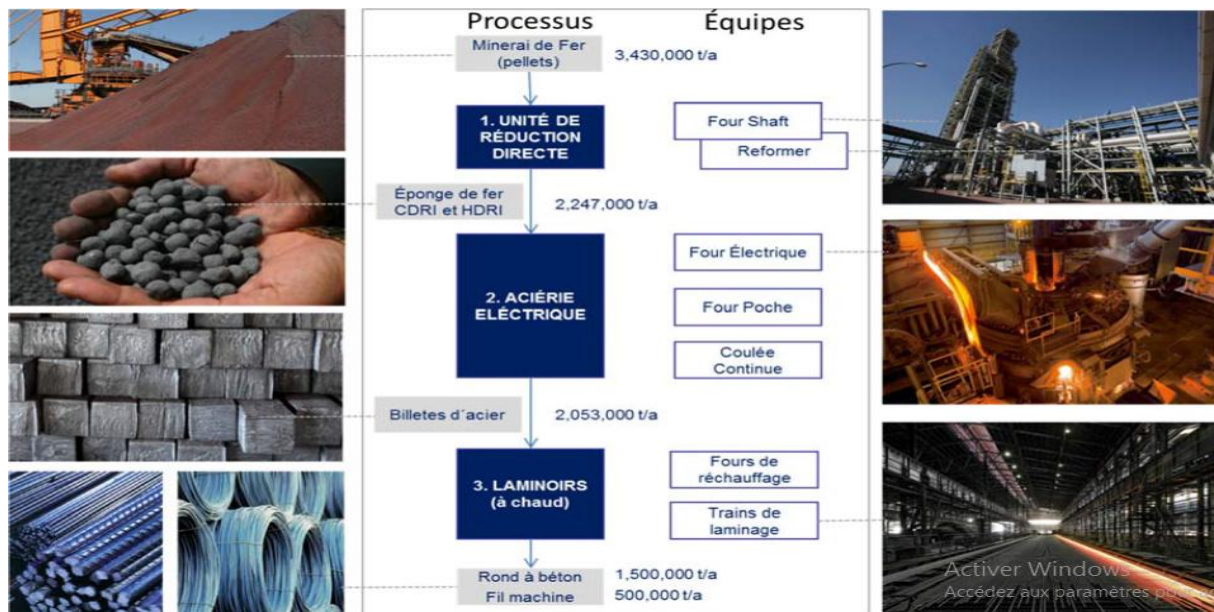 Processus
Équipes
Minerai de Fer
(pellets)
3,430,000 t/a
1. UNITÉ DE
RÉDUCTION
DIRECTE
Four Shaft
Reformer
Éponge de fer
CDRI et HDRI
2,247,000 t/a
2. ACIÉRIE
ELÉCTRIQUE
Four Électrique
Four Poche
Coulée
Continue
Billetes d´acier
2,053,000 t/a
3. LAMINOIRS
(à chaud)
Fours de
réchauffage
Trains de
laminage
Rond à béton
1,500,000 t/a
Fil machine
500,000 t/a
Activer Windows
Accédez aux paramètres